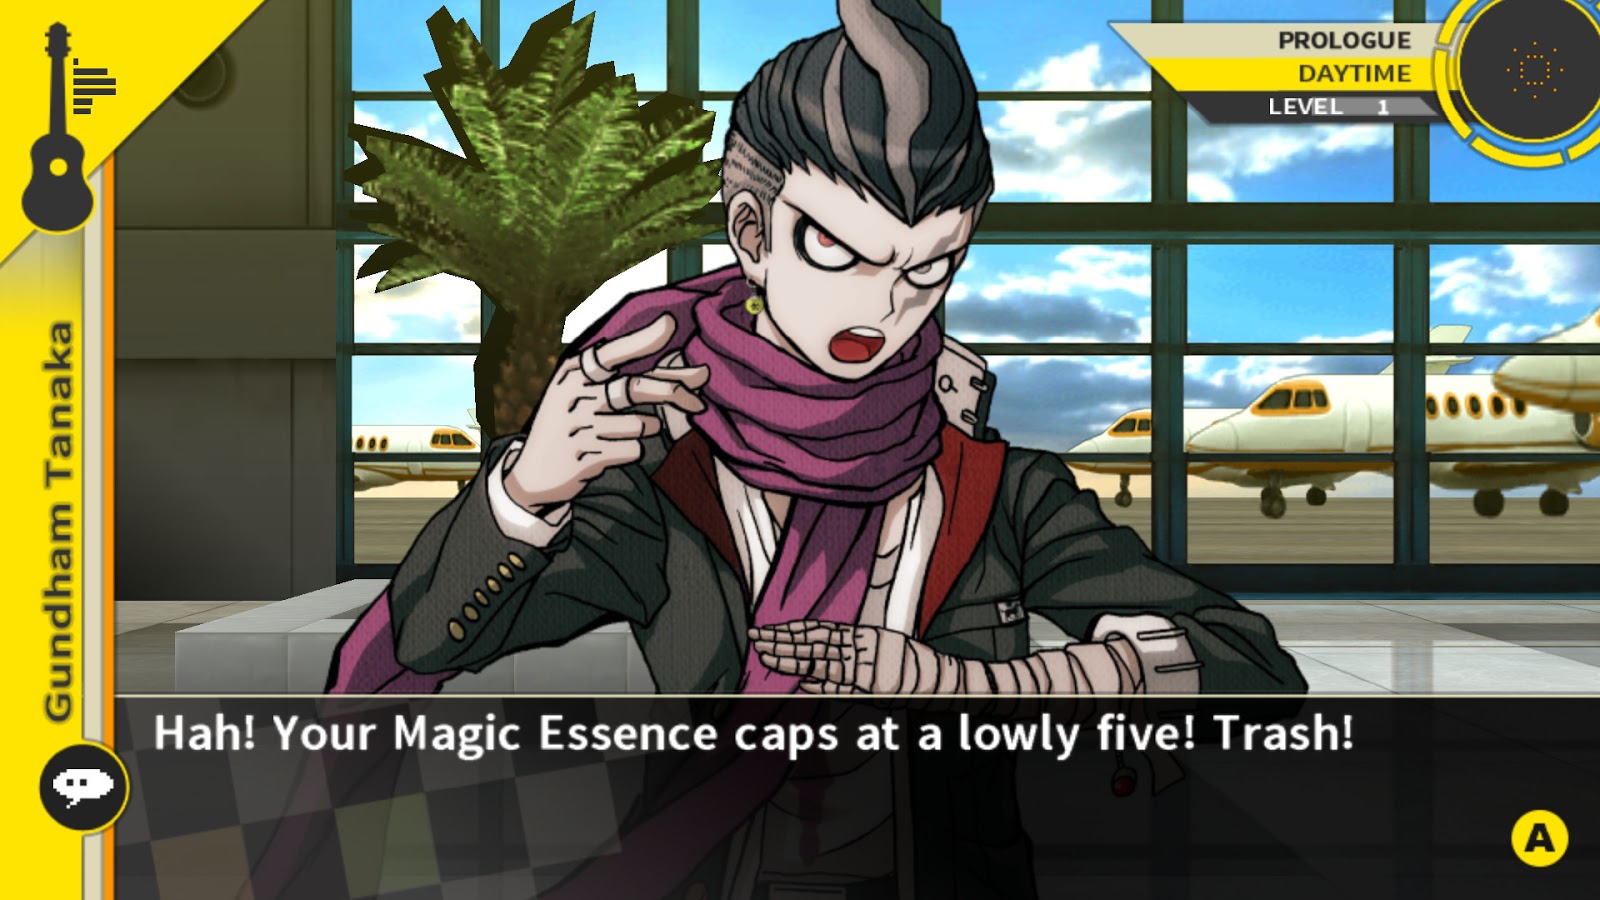 PROLOGUE
DAYTIME
LEVEL 1
Gundham Tanaka
Hah! Your Magic Essence caps at a lowly five! Trash!
A